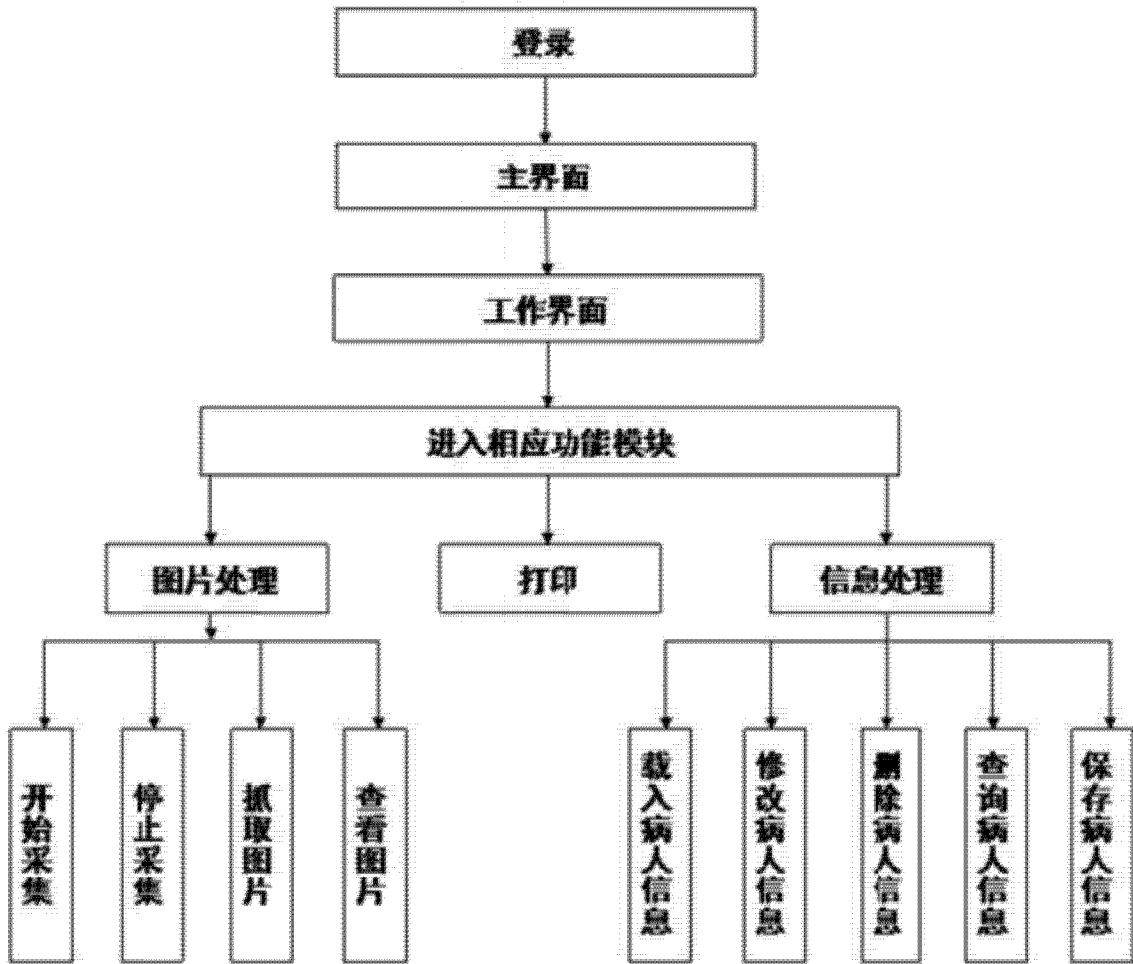 登录
主界面
工作界面
进入相应功能模块
图片处理
打印
信息处理
开始采集
停止采集
抓取图片
查看图片
载入病人信息
修改病人信息
删除病人信息
查询病人信息
保存病人信息